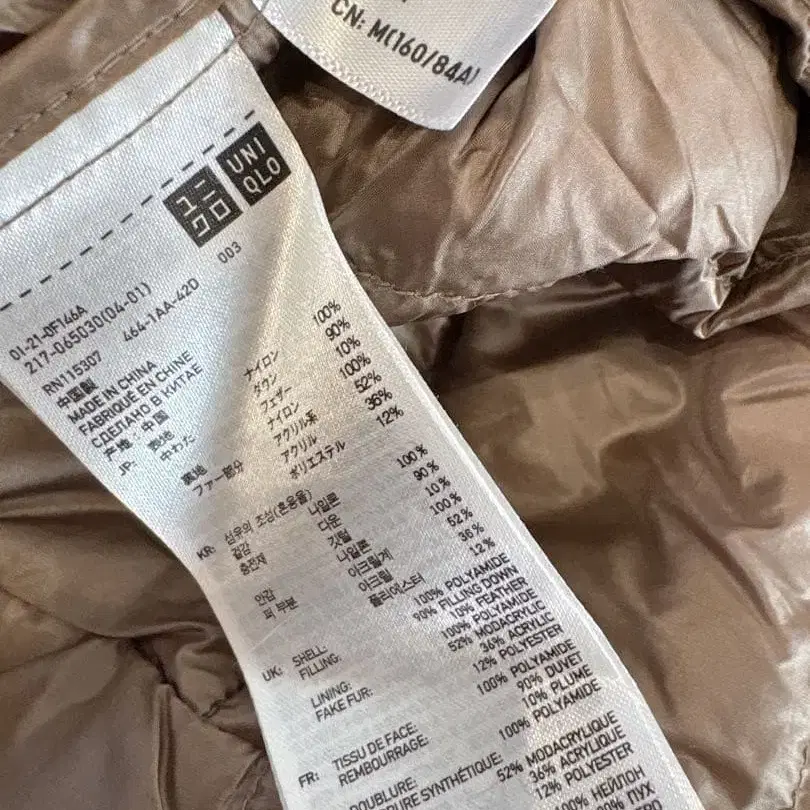 CN: M(160/84A)
ユニクロ
UNIQLO
003
01-21-0F146A
217-065030(04-01)
RN115307 464-1AA-42D
中国製
MADE IN CHINA
FABRIQUÉ EN CHINE
СДЕЛАНО В КИТАЕ
产地: 中国
JP: 表地 ナイロン 100%
中わた ダウン 90%
フェザー 10%
裏地 ナイロン 100%
ファー部分 アクリル系 52%
アクリル 36%
ポリエステル 12%
KR: 섬유의 조성(혼용율)
겉감 나일론 100%
충전재 다운 90%
깃털 10%
안감 나일론 100%
퍼 부분 아크릴계 52%
아크릴 36%
폴리에스터 12%
UK: SHELL: 100% POLYAMIDE
FILLING: 90% FILLING DOWN
10% FEATHER
LINING: 100% POLYAMIDE
FAKE FUR: 52% MODACRYLIC
36% ACRYLIC
12% POLYESTER
FR: TISSU DE FACE: 100% POLYAMIDE
REMBOURRAGE: 90% DUVET
10% PLUME
DOUBLURE: 100% POLYAMIDE
SYNTHÉTIQUE: 52% MODACRYLIQUE
36% ACRYLIQUE
12% POLYESTER
НЕЙЛОН
ПУХ